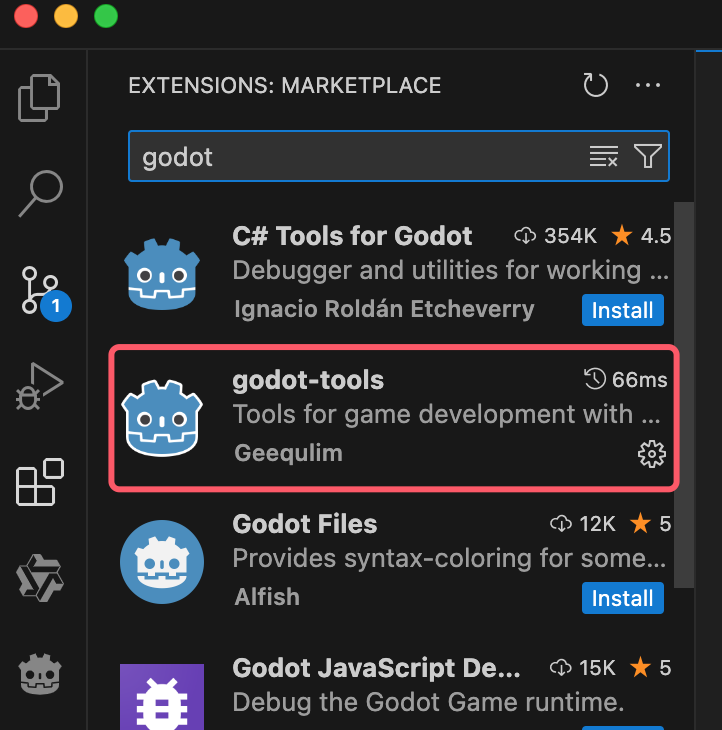 EXTENSIONS: MARKETPLACE
godot
C# Tools for Godot 354K 4.5
Debugger and utilities for working ...
Ignacio Roldán Etcheverry Install
1
godot-tools 66ms
Tools for game development with ...
Geequlim
Godot Files 12K 5
Provides syntax-coloring for some...
Alfish Install
Godot JavaScript De... 15K 5
Debug the Godot Game runtime.